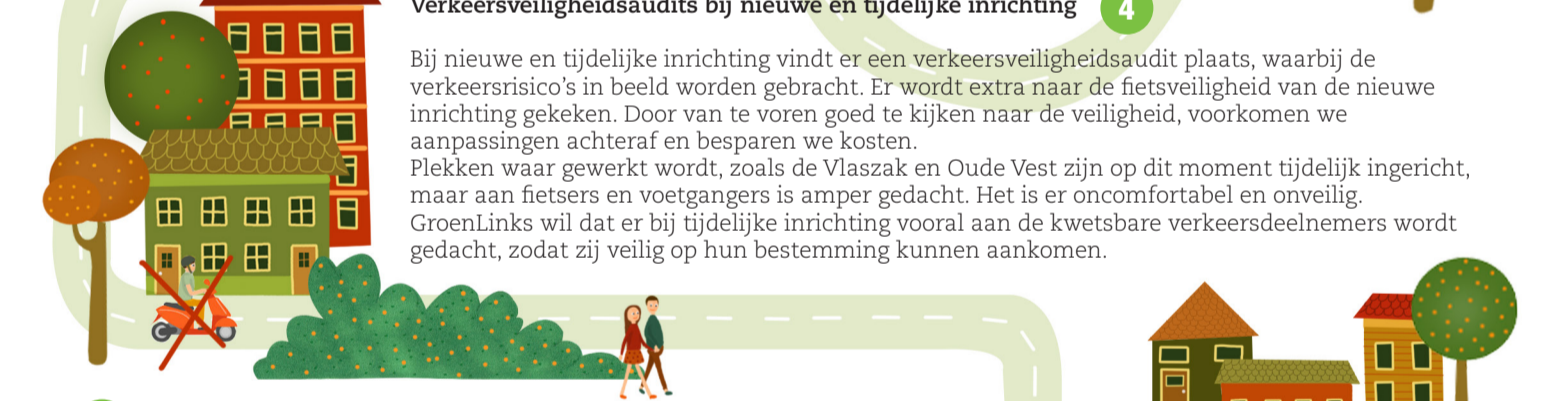 Verkeersveiligheidsaudits bij nieuwe en tijdelijke inrichting 4
Bij nieuwe en tijdelijke inrichting vindt er een verkeersveiligheidsaudit plaats, waarbij de
verkeersrisico’s in beeld worden gebracht. Er wordt extra naar de fietsveiligheid van de nieuwe
inrichting gekeken. Door van te voren goed te kijken naar de veiligheid, voorkomen we
aanpassingen achteraf en besparen we kosten.
Plekken waar gewerkt wordt, zoals de Vlaszak en Oude Vest zijn op dit moment tijdelijk ingericht,
maar aan fietsers en voetgangers is amper gedacht. Het is er oncomfortabel en onveilig.
GroenLinks wil dat er bij tijdelijke inrichting vooral aan de kwetsbare verkeersdeelnemers wordt
gedacht, zodat zij veilig op hun bestemming kunnen aankomen.